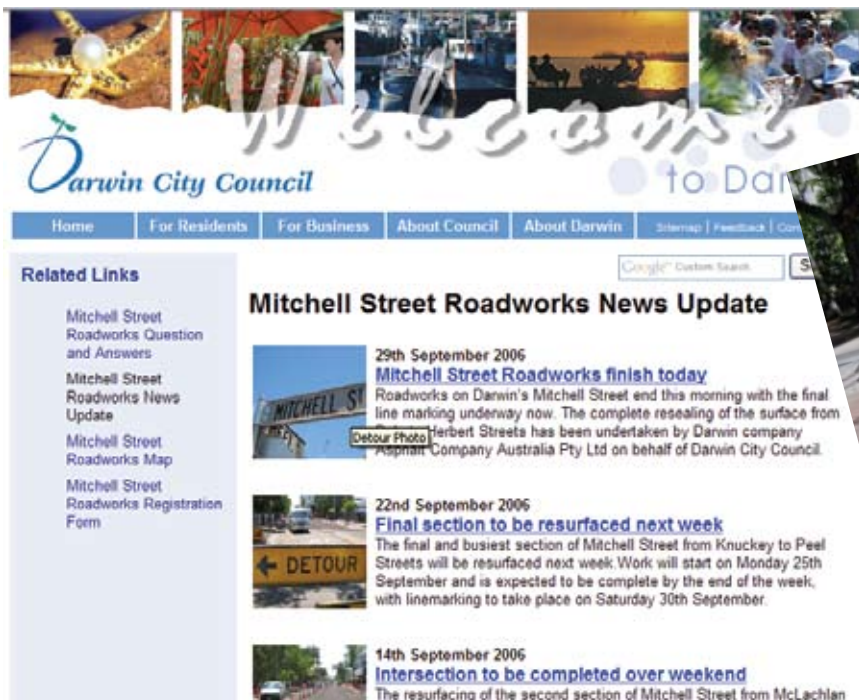 Welcome
to Dar
Darwin City Council
Home
For Residents
For Business
About Council
About Darwin
Sitemap | Feedback | Con
Google™ Custom Search
S
Related Links
Mitchell Street
Roadworks Question
and Answers
Mitchell Street
Roadworks News
Update
Mitchell Street
Roadworks Map
Mitchell Street
Roadworks Registration
Form
Mitchell Street Roadworks News Update
MITCHELL ST
Detour Photo
29th September 2006
Mitchell Street Roadworks finish today
Roadworks on Darwin's Mitchell Street end this morning with the final
line marking underway now. The complete resealing of the surface from
Herbert Streets has been undertaken by Darwin company
Asphalt Company Australia Pty Ltd on behalf of Darwin City Council.
DETOUR
22nd September 2006
Final section to be resurfaced next week
The final and busiest section of Mitchell Street from Knuckey to Peel
Streets will be resurfaced next week.Work will start on Monday 25th
September and is expected to be complete by the end of the week,
with linemarking to take place on Saturday 30th September.
14th September 2006
Intersection to be completed over weekend
The resurfacing of the second section of Mitchell Street from McLachlan